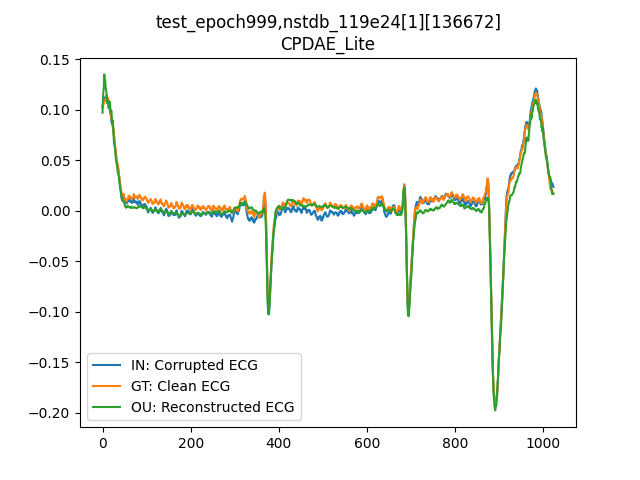 test_epoch999,nstdb_119e24[1][136672]
CPDAE_Lite
0.15
0.10
0.05
0.00
−0.05
−0.10
−0.15
−0.20
IN: Corrupted ECG
GT: Clean ECG
OU: Reconstructed ECG
0 200 400 600 800 1000